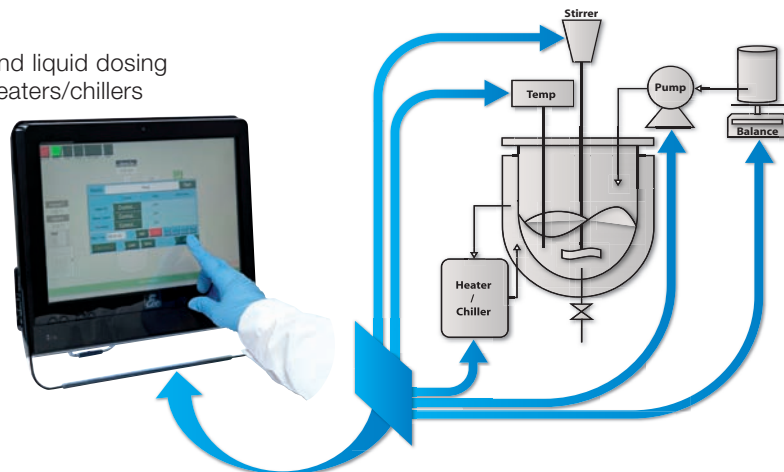 nd liquid dosing
eaters/chillers
Stirrer
Temp
Pump
Balance
Heater
/
Chiller